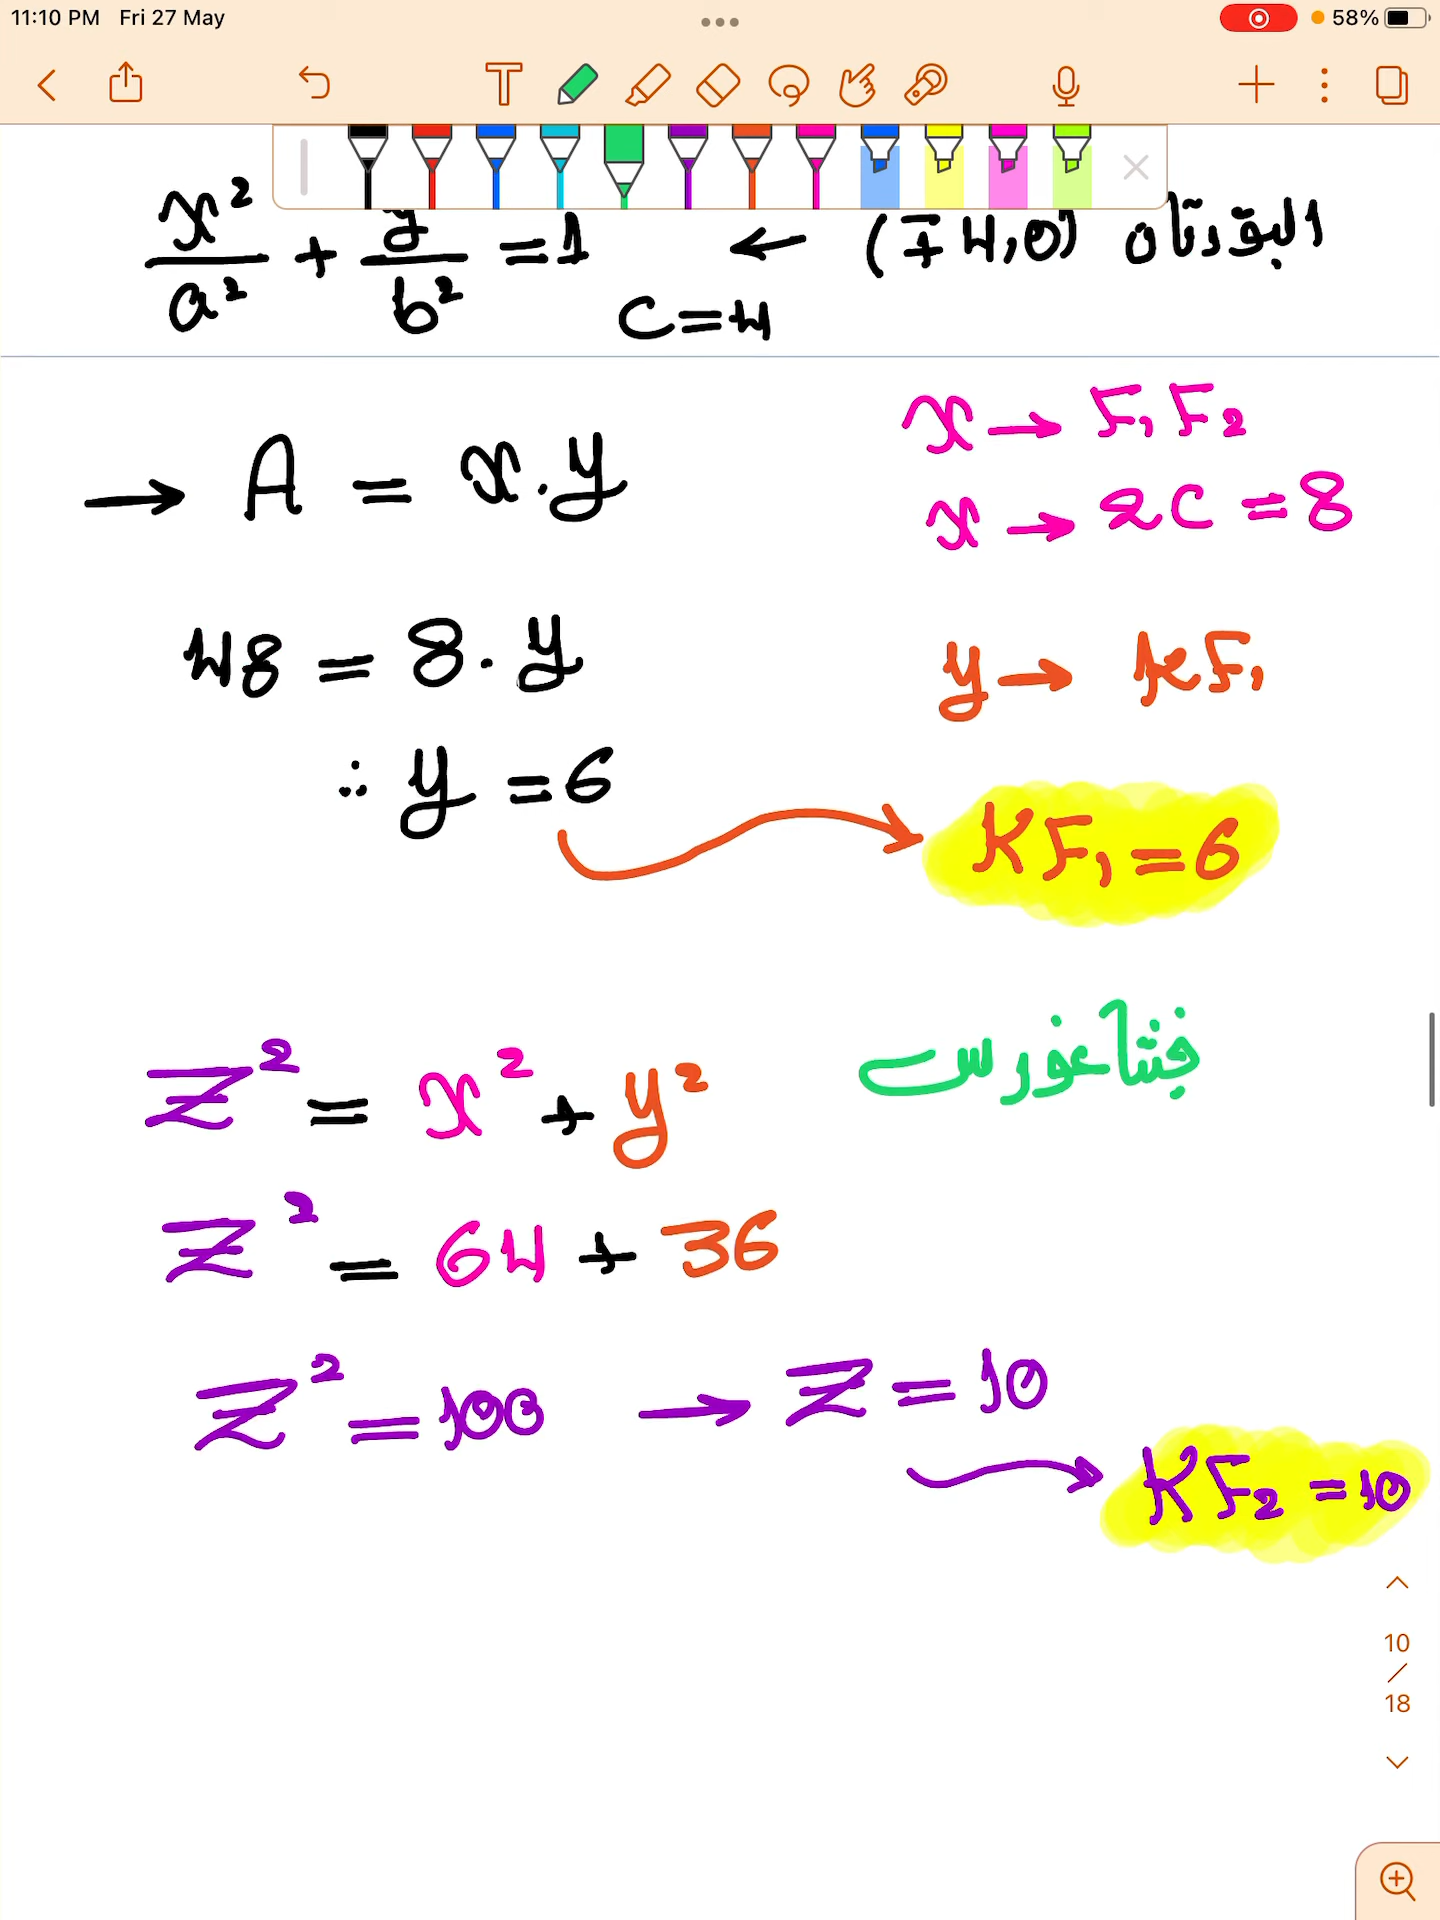 11:10 PM Fri 27 May 58%
x²/a² + y/b² = 1 ← (∓4,0) البؤرتان
C=4
x → F₁F₂
→ A = x.y
x → 2C = 8
48 = 8.y
y → KF₁
∴ y = 6
KF₁ = 6
فيثاغورس
Z² = x² + y²
Z² = 64 + 36
Z² = 100 → Z = 10
KF₂ = 10
10
/
18